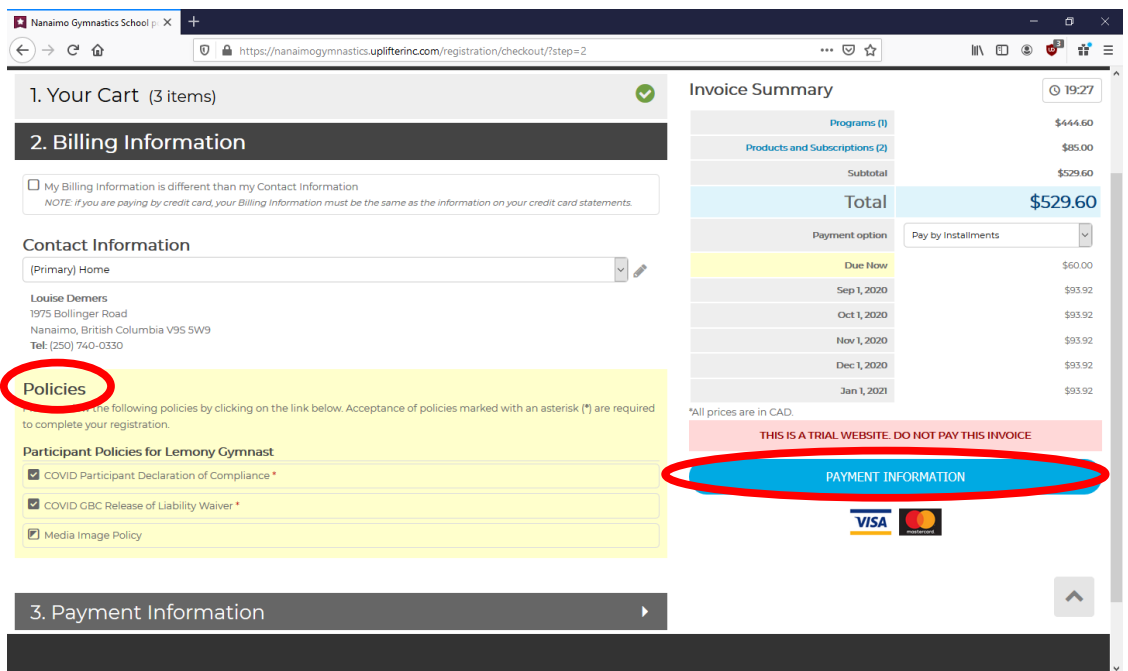 Nanaimo Gymnastics School p
https://nanaimogymnastics.uplifterinc.com/registration/checkout/?step=2
3
1. Your Cart (3 items)
2. Billing Information
My Billing Information is different than my Contact Information
NOTE: if you are paying by credit card, your Billing Information must be the same as the information on your credit card statements.
Contact Information
(Primary) Home
Louise Demers
1975 Bollinger Road
Nanaimo, British Columbia V9S 5W9
Tel: (250) 740-0330
Policies
the following policies by clicking on the link below. Acceptance of policies marked with an asterisk (*) are required
to complete your registration.
Participant Policies for Lemony Gymnast
COVID Participant Declaration of Compliance *
COVID GBC Release of Liability Waiver *
Media Image Policy
3. Payment Information
Invoice Summary
19:27
Programs (1) $444.60
Products and Subscriptions (2) $85.00
Subtotal $529.60
Total $529.60
Payment option Pay by Installments
Due Now $60.00
Sep 1, 2020 $93.92
Oct 1, 2020 $93.92
Nov 1, 2020 $93.92
Dec 1, 2020 $93.92
Jan 1, 2021 $93.92
*All prices are in CAD.
THIS IS A TRIAL WEBSITE. DO NOT PAY THIS INVOICE
PAYMENT INFORMATION
VISA
mastercard